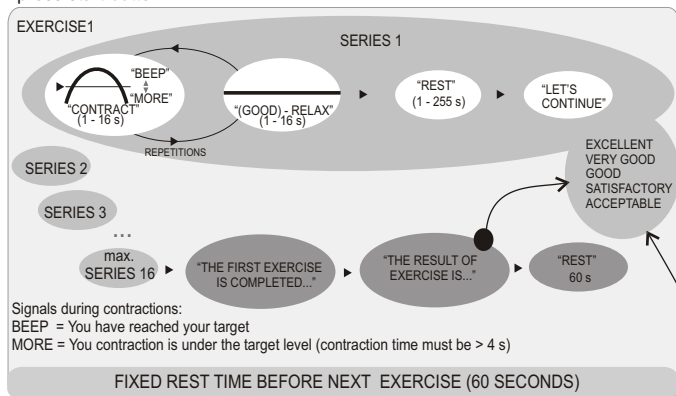 EXERCISE1
SERIES 1
“BEEP”
“MORE”
“CONTRACT”
(1 - 16 s)
“(GOOD) - RELAX”
(1 - 16 s)
“REST”
(1 - 255 s)
“LET’S
CONTINUE”
REPETITIONS
EXCELLENT
VERY GOOD
GOOD
SATISFACTORY
ACCEPTABLE
SERIES 2
SERIES 3
...
max.
SERIES 16
“THE FIRST EXERCISE
IS COMPLETED...”
“THE RESULT OF
EXERCISE IS...”
“REST”
60 s
Signals during contractions:
BEEP = You have reached your target
MORE = You contraction is under the target level (contraction time must be > 4 s)
FIXED REST TIME BEFORE NEXT EXERCISE (60 SECONDS)